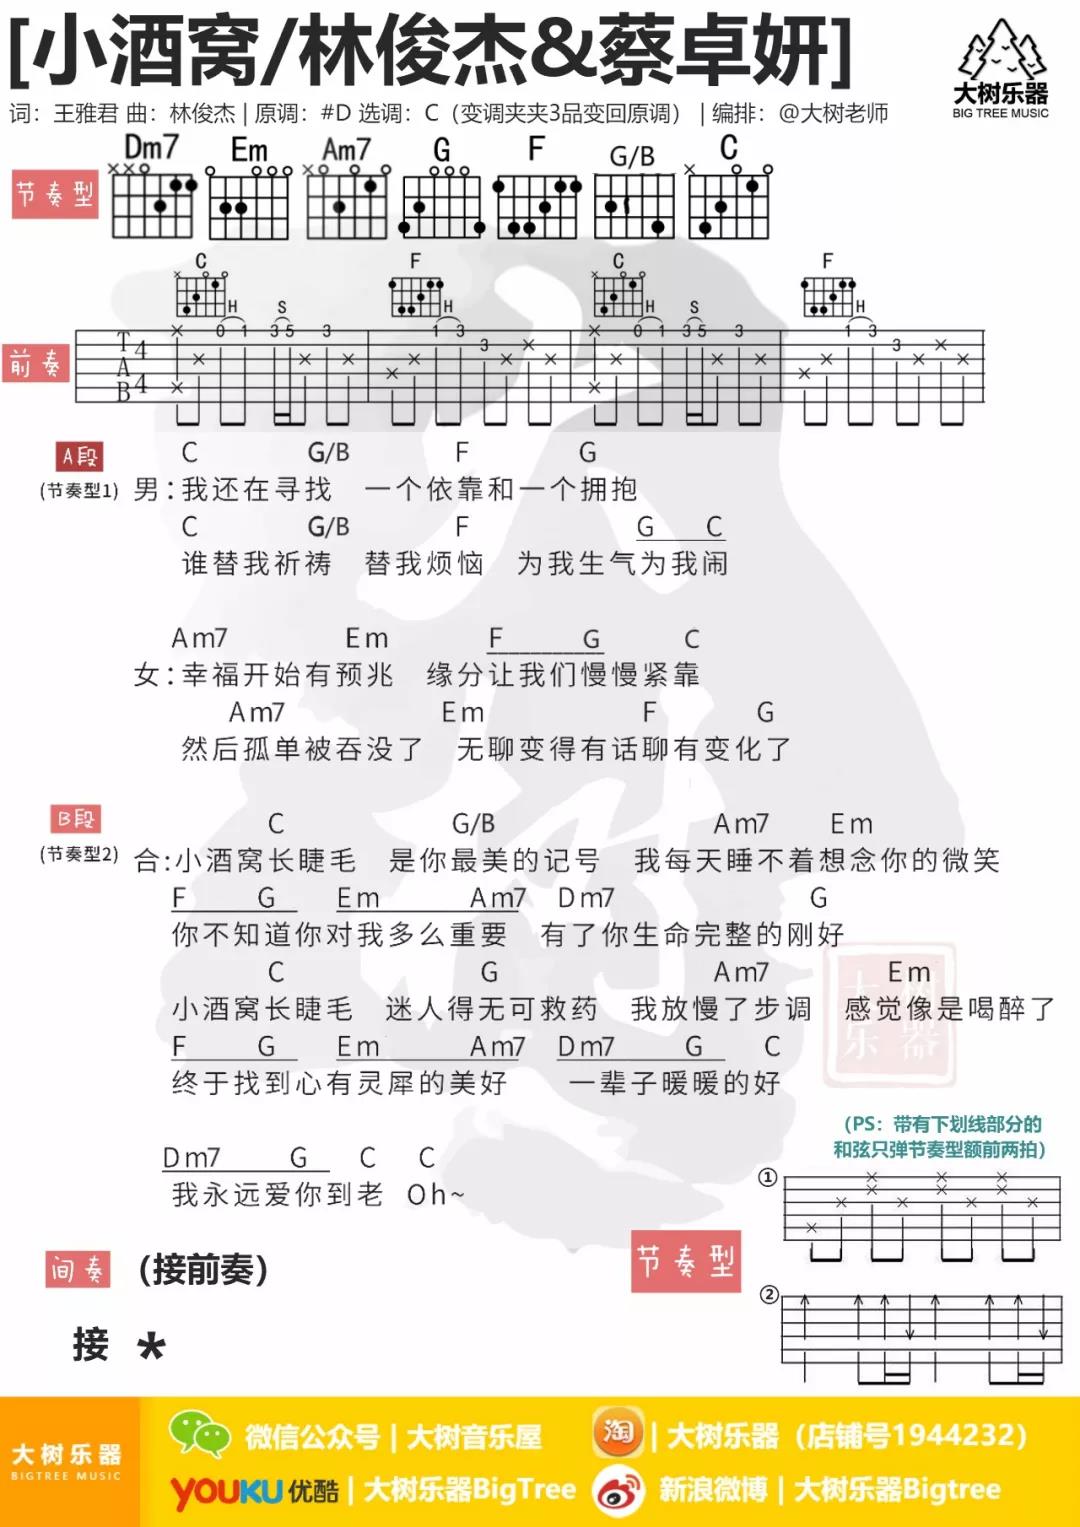 [小酒窝/林俊杰&蔡卓妍]
大树乐器
BIG TREE MUSIC
词：王雅君 曲：林俊杰 | 原调：#D 选调：C（变调夹夹3品变回原调） | 编排：@大树老师
节奏型
Dm7 Em Am7 G F G/B C
C F C F
H S H H S H
前奏
T A B 4 4
0 1 3 5 3 1 3 3 0 1 3 5 3 1 3 3
A段
C G/B F G
(节奏型1) 男：我还在寻找 一个依靠和一个拥抱
C G/B F G C
谁替我祈祷 替我烦恼 为我生气为我闹
Am7 Em F G C
女：幸福开始有预兆 缘分让我们慢慢紧靠
Am7 Em F G
然后孤单被吞没了 无聊变得有话聊有变化了
B段
C G/B Am7 Em
(节奏型2) 合：小酒窝长睫毛 是你最美的记号 我每天睡不着想念你的微笑
F G Em Am7 Dm7 G
你不知道你对我多么重要 有了你生命完整的刚好
C G Am7 Em
小酒窝长睫毛 迷人得无可救药 我放慢了步调 感觉像是喝醉了
F G Em Am7 Dm7 G C
终于找到心有灵犀的美好 一辈子暖暖的好
(PS：带有下划线部分的
和弦只弹节奏型额前两拍)
Dm7 G C C
我永远爱你到老 Oh~
①
节奏型
间奏
（接前奏）
②
接 *
大树乐器
BIGTREE MUSIC
微信公众号 | 大树音乐屋
淘 | 大树乐器（店铺号1944232）
YOUKU 优酷 | 大树乐器BigTree
新浪微博 | 大树乐器Bigtree